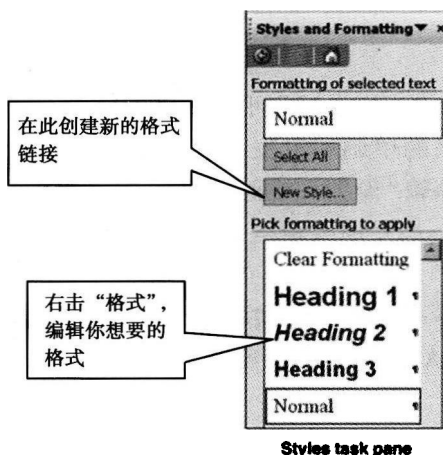 Styles and Formatting
Formatting of selected text
Normal
Select All
在此创建新的格式
链接
New Style...
Pick formatting to apply
Clear Formatting
Heading 1
右击“格式”，
编辑你想要的
格式
Heading 2
Heading 3
Normal
Styles task pane